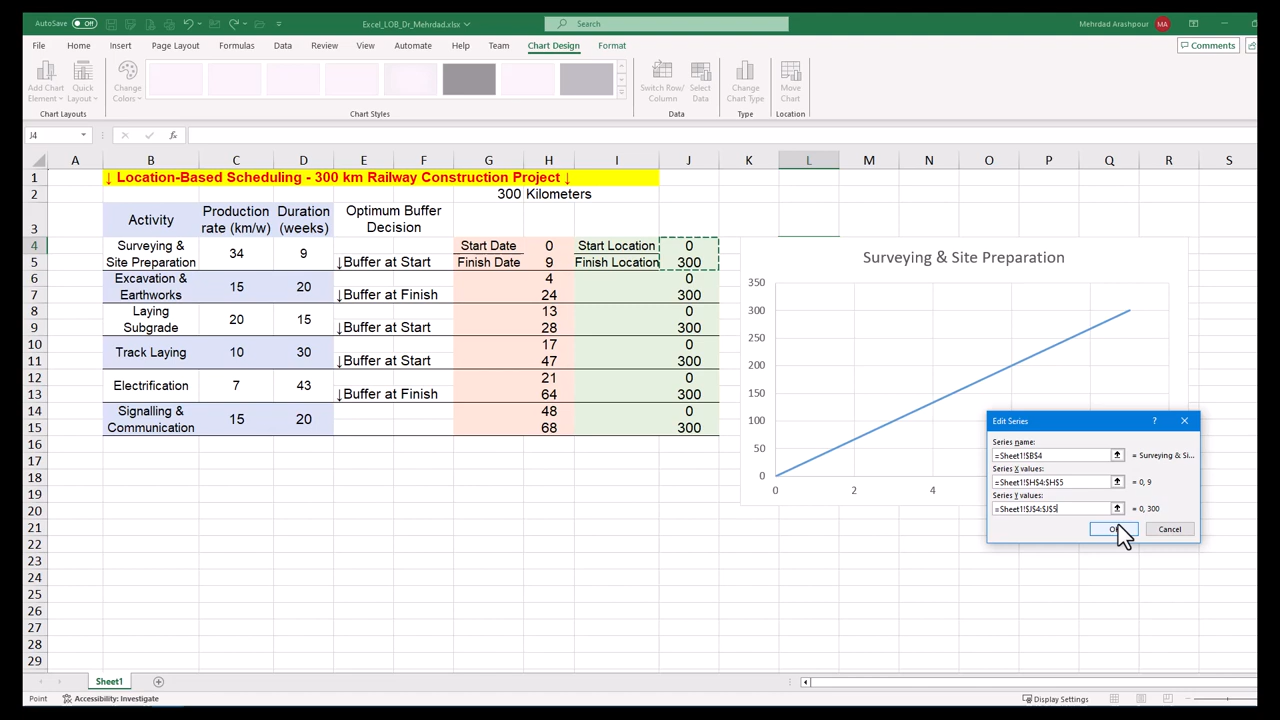 AutoSave Off
Excel_LOB_Dr_Mehrdad.xlsx
Search
Mehrdad Arashpour MA
File Home Insert Page Layout Formulas Data Review View Automate Help Team Chart Design Format
Comments
Add Chart Element
Quick Layout
Change Colors
Switch Row/ Column
Select Data
Change Chart Type
Move Chart
Chart Layouts Chart Styles Data Type Location
J4 fx
A B C D E F G H I J K L M N O P Q R S
1 ↓ Location-Based Scheduling - 300 km Railway Construction Project ↓
2 300 Kilometers
3 Activity Production rate (km/w) Duration (weeks) Optimum Buffer Decision
4 Surveying & 34 9 Start Date 0 Start Location 0
5 Site Preparation ↓Buffer at Start Finish Date 9 Finish Location 300
6 Excavation & 15 20 4 0
7 Earthworks ↓Buffer at Finish 24 300
8 Laying 20 15 13 0
9 Subgrade ↓Buffer at Start 28 300
10 Track Laying 10 30 17 0
11 ↓Buffer at Start 47 300
12 Electrification 7 43 21 0
13 ↓Buffer at Finish 64 300
14 Signalling & 15 20 48 0
15 Communication 68 300
16
17
18
19
20
21
22
23
24
25
26
27
28
29
Surveying & Site Preparation
350
300
250
200
150
100
50
0
0 2 4
Edit Series ?
Series name:
=Sheet1!$B$4 = Surveying & Si...
Series X values:
=Sheet1!$H$4:$H$5 = 0, 9
Series Y values:
=Sheet1!$J$4:$J$5 = 0, 300
Cancel
Sheet1
Point Accessibility: Investigate Display Settings